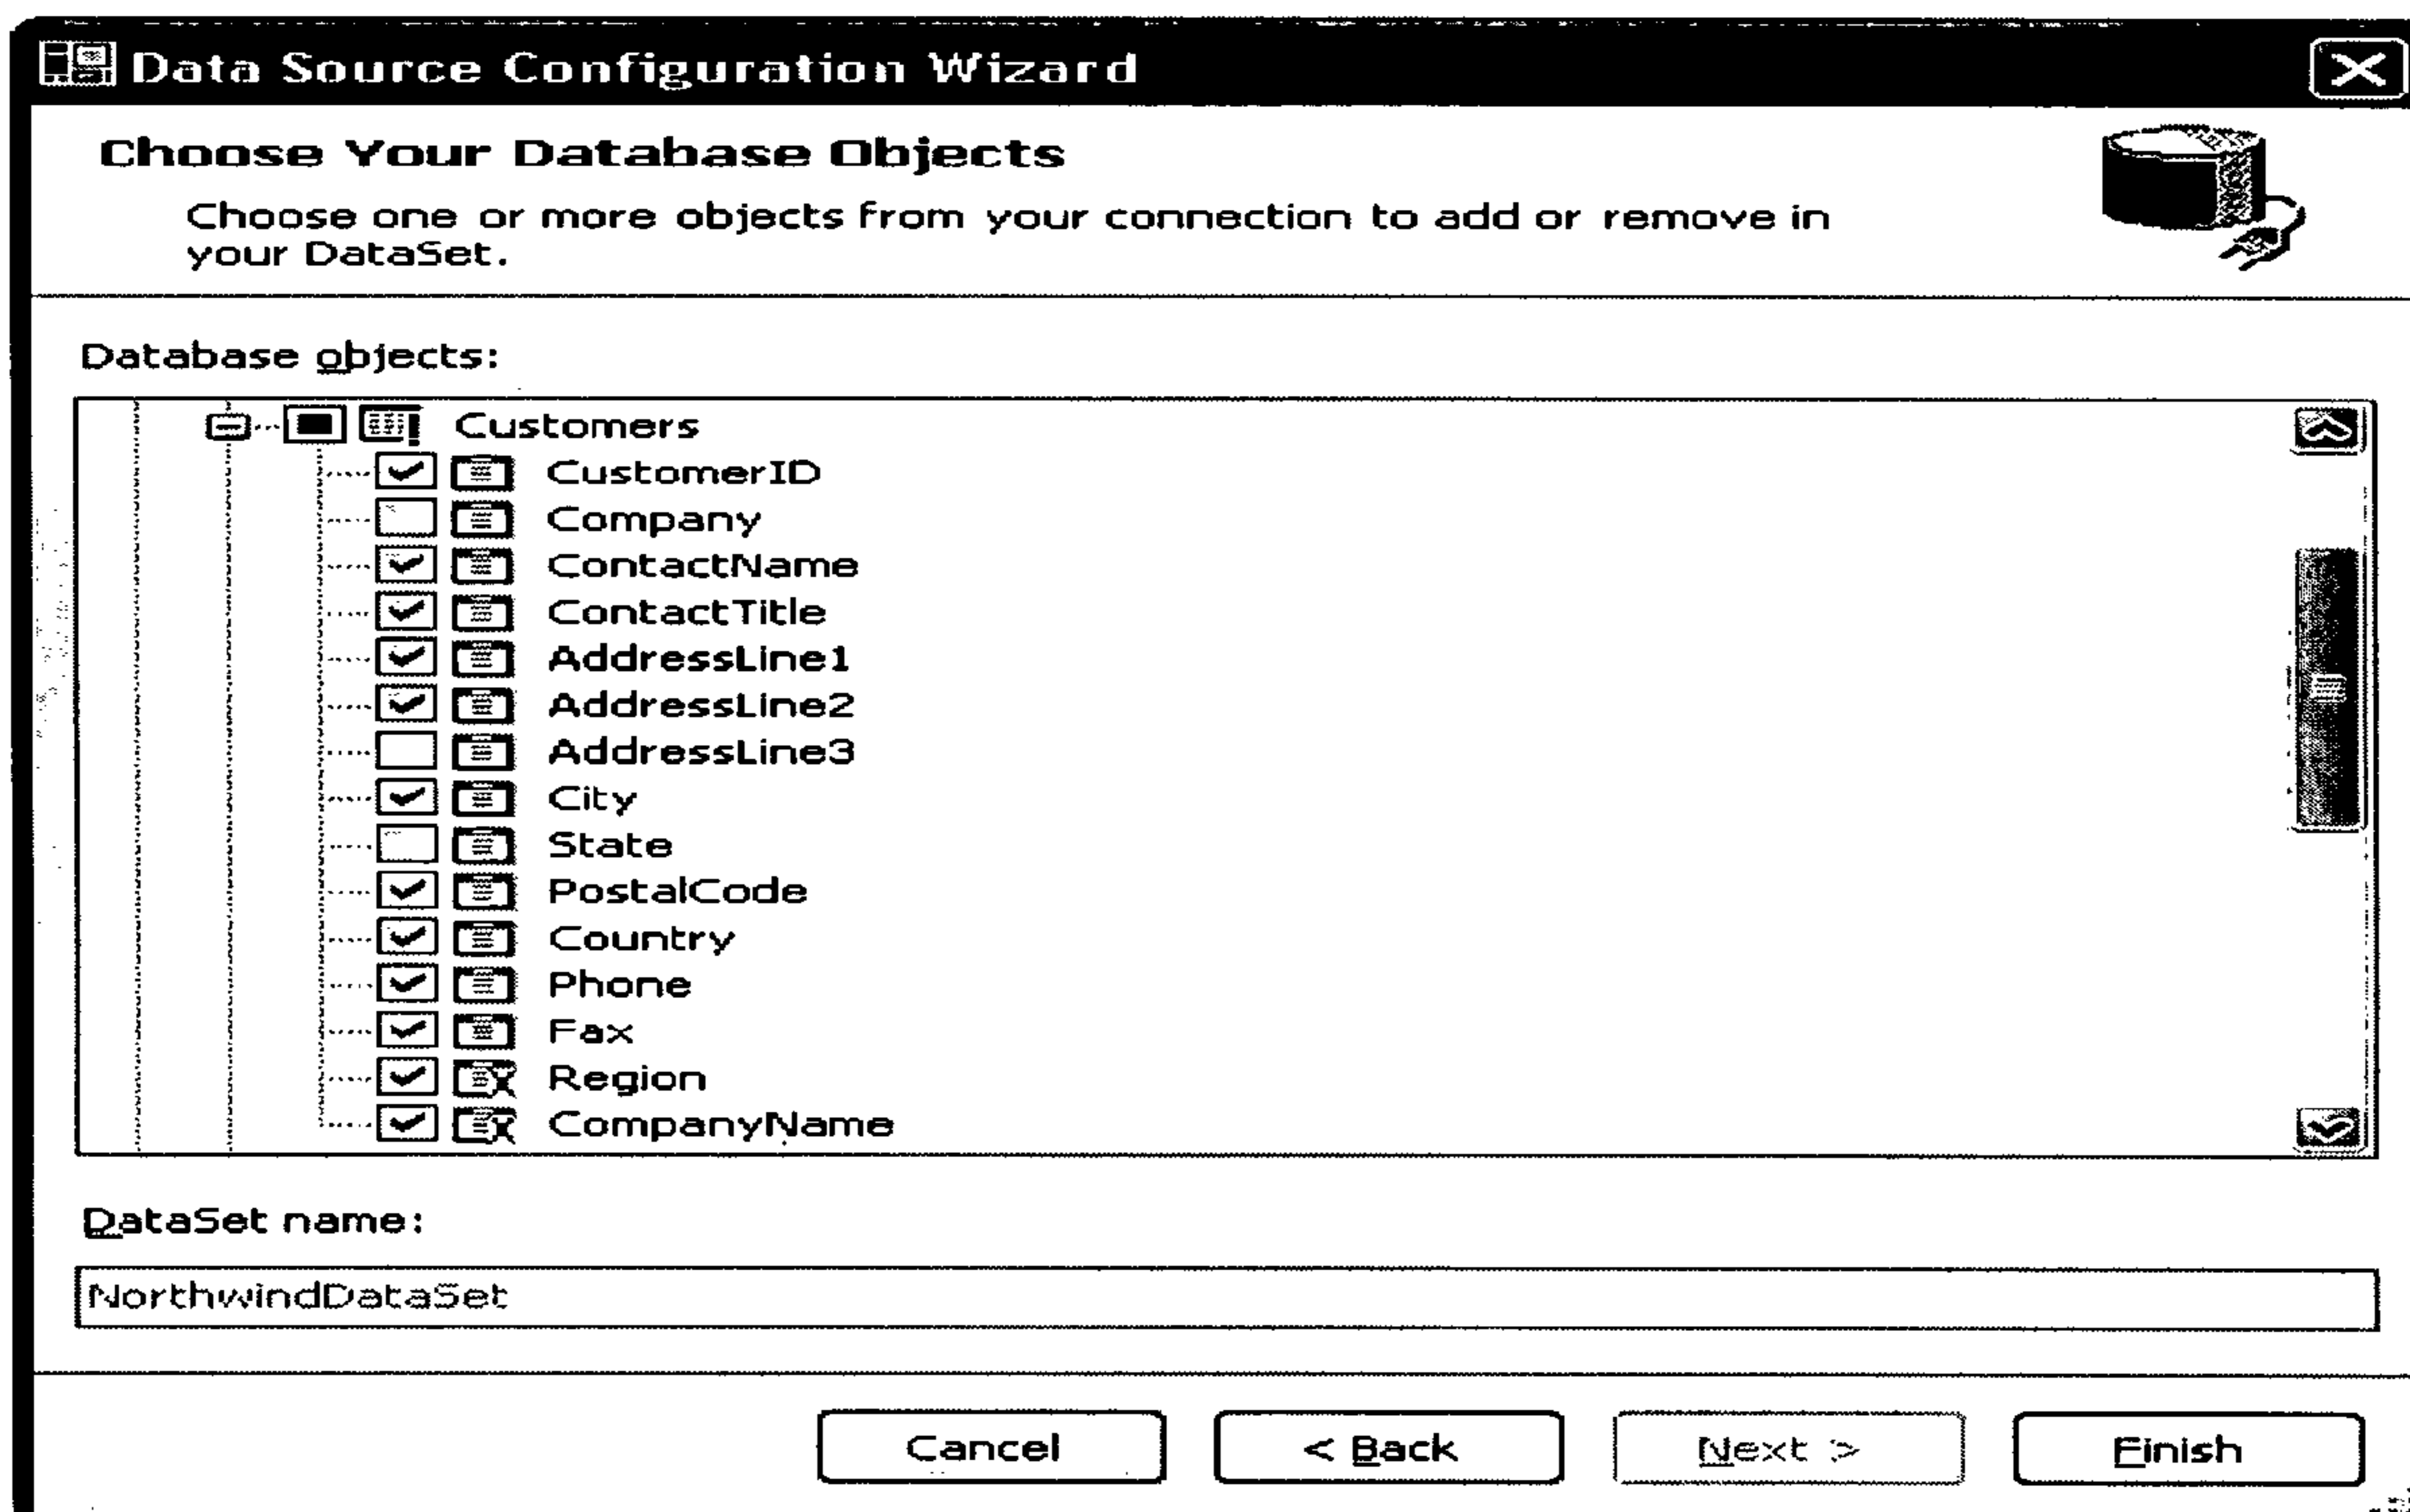 Data Source Configuration Wizard
Choose Your Database Objects
Choose one or more objects from your connection to add or remove in
your DataSet.
Database objects:
Customers
CustomerID
Company
ContactName
ContactTitle
AddressLine1
AddressLine2
AddressLine3
City
State
PostalCode
Country
Phone
Fax
Region
CompanyName
DataSet name:
NorthwindDataSet
Cancel
< Back
Next >
Finish